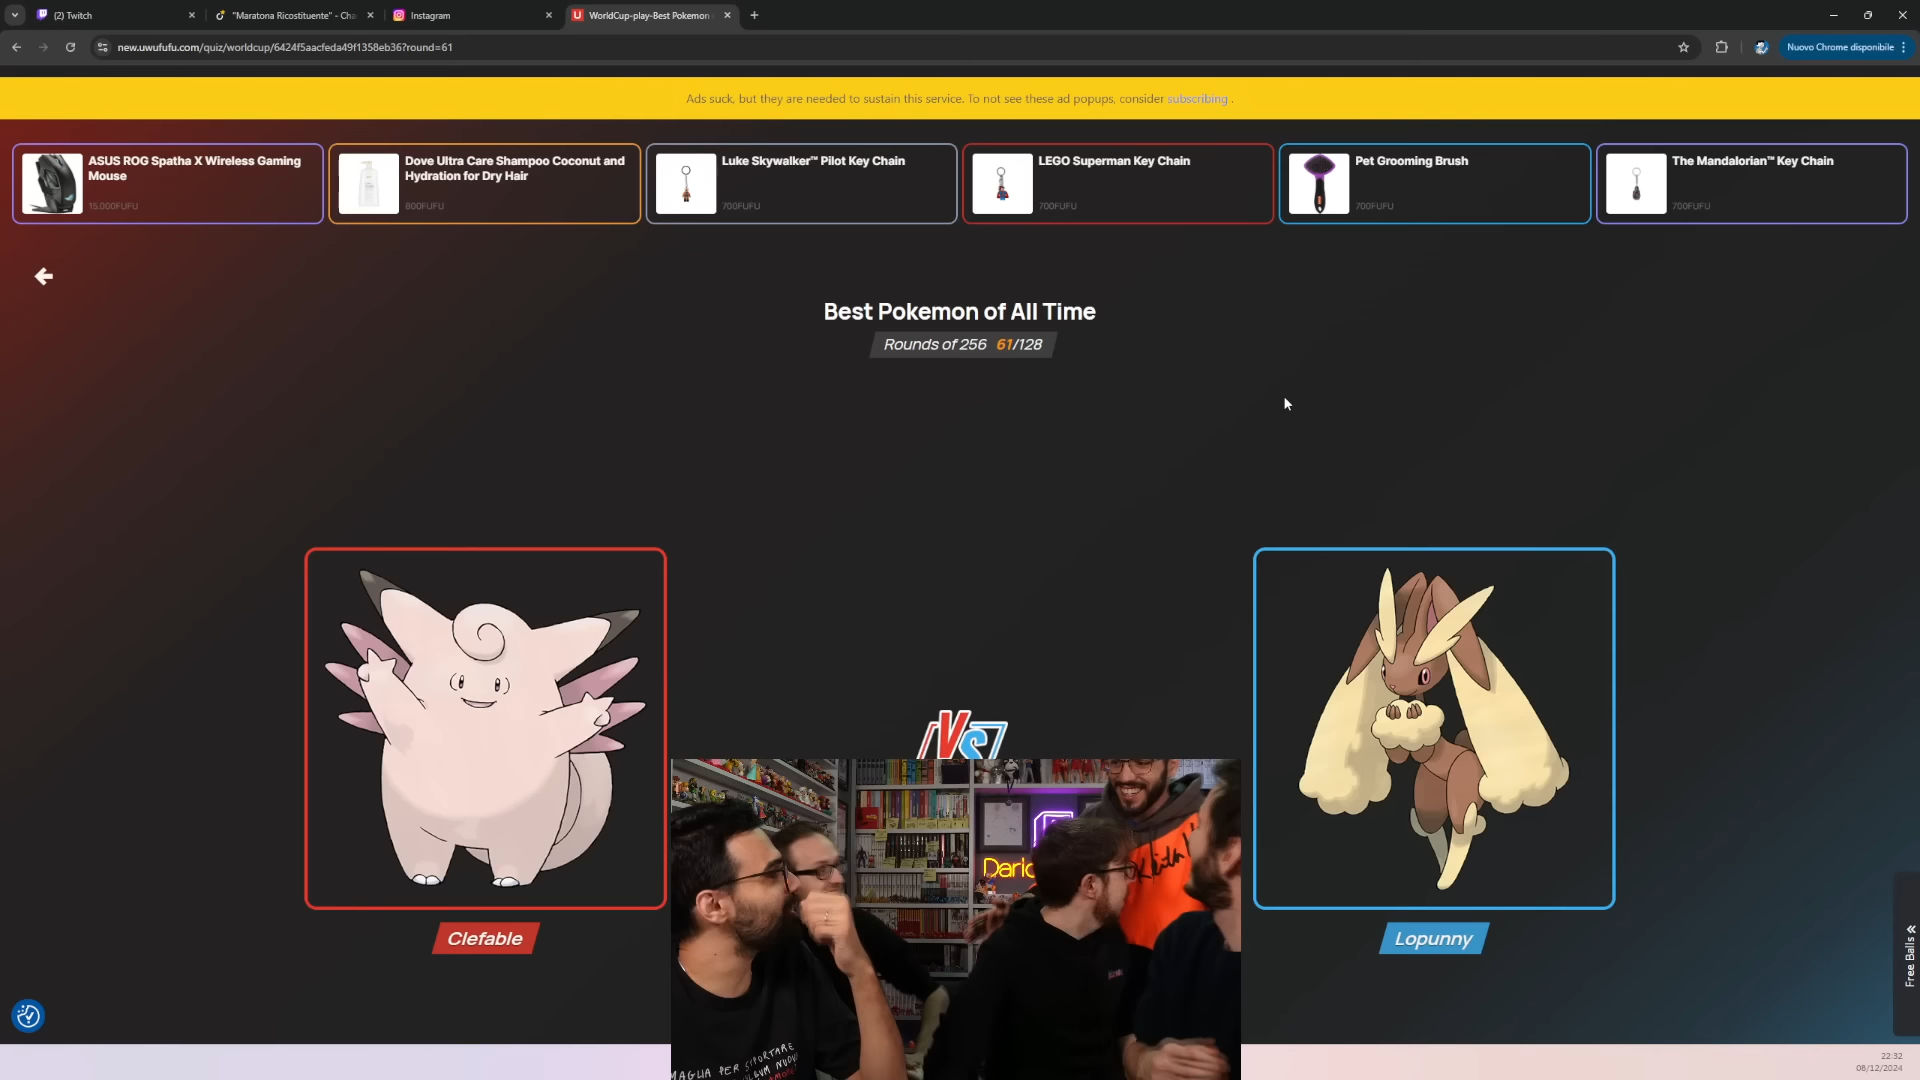 (2) Twitch
"Maratona Ricostituente" - Cha
Instagram
WorldCup-play-Best Pokemon
new.uwufufu.com/quiz/worldcup/6424f5aacfeda49f1358eb36?round=61
Nuovo Chrome disponibile
Ads suck, but they are needed to sustain this service. To not see these ad popups, consider subscribing .
ASUS ROG Spatha X Wireless Gaming
Mouse
15.000FUFU
Dove Ultra Care Shampoo Coconut and
Hydration for Dry Hair
800FUFU
Luke Skywalker™ Pilot Key Chain
700FUFU
LEGO Superman Key Chain
700FUFU
Pet Grooming Brush
700FUFU
The Mandalorian™ Key Chain
700FUFU
Best Pokemon of All Time
Rounds of 256 61/128
VS
Clefable
Lopunny
Free Balls
Dario
MAGLIA PER SUPPORTARE
22:32
08/12/2024